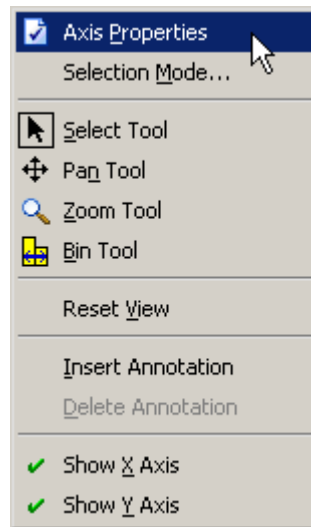 Axis Properties
Selection Mode...
Select Tool
Pan Tool
Zoom Tool
Bin Tool
Reset View
Insert Annotation
Delete Annotation
Show X Axis
Show Y Axis